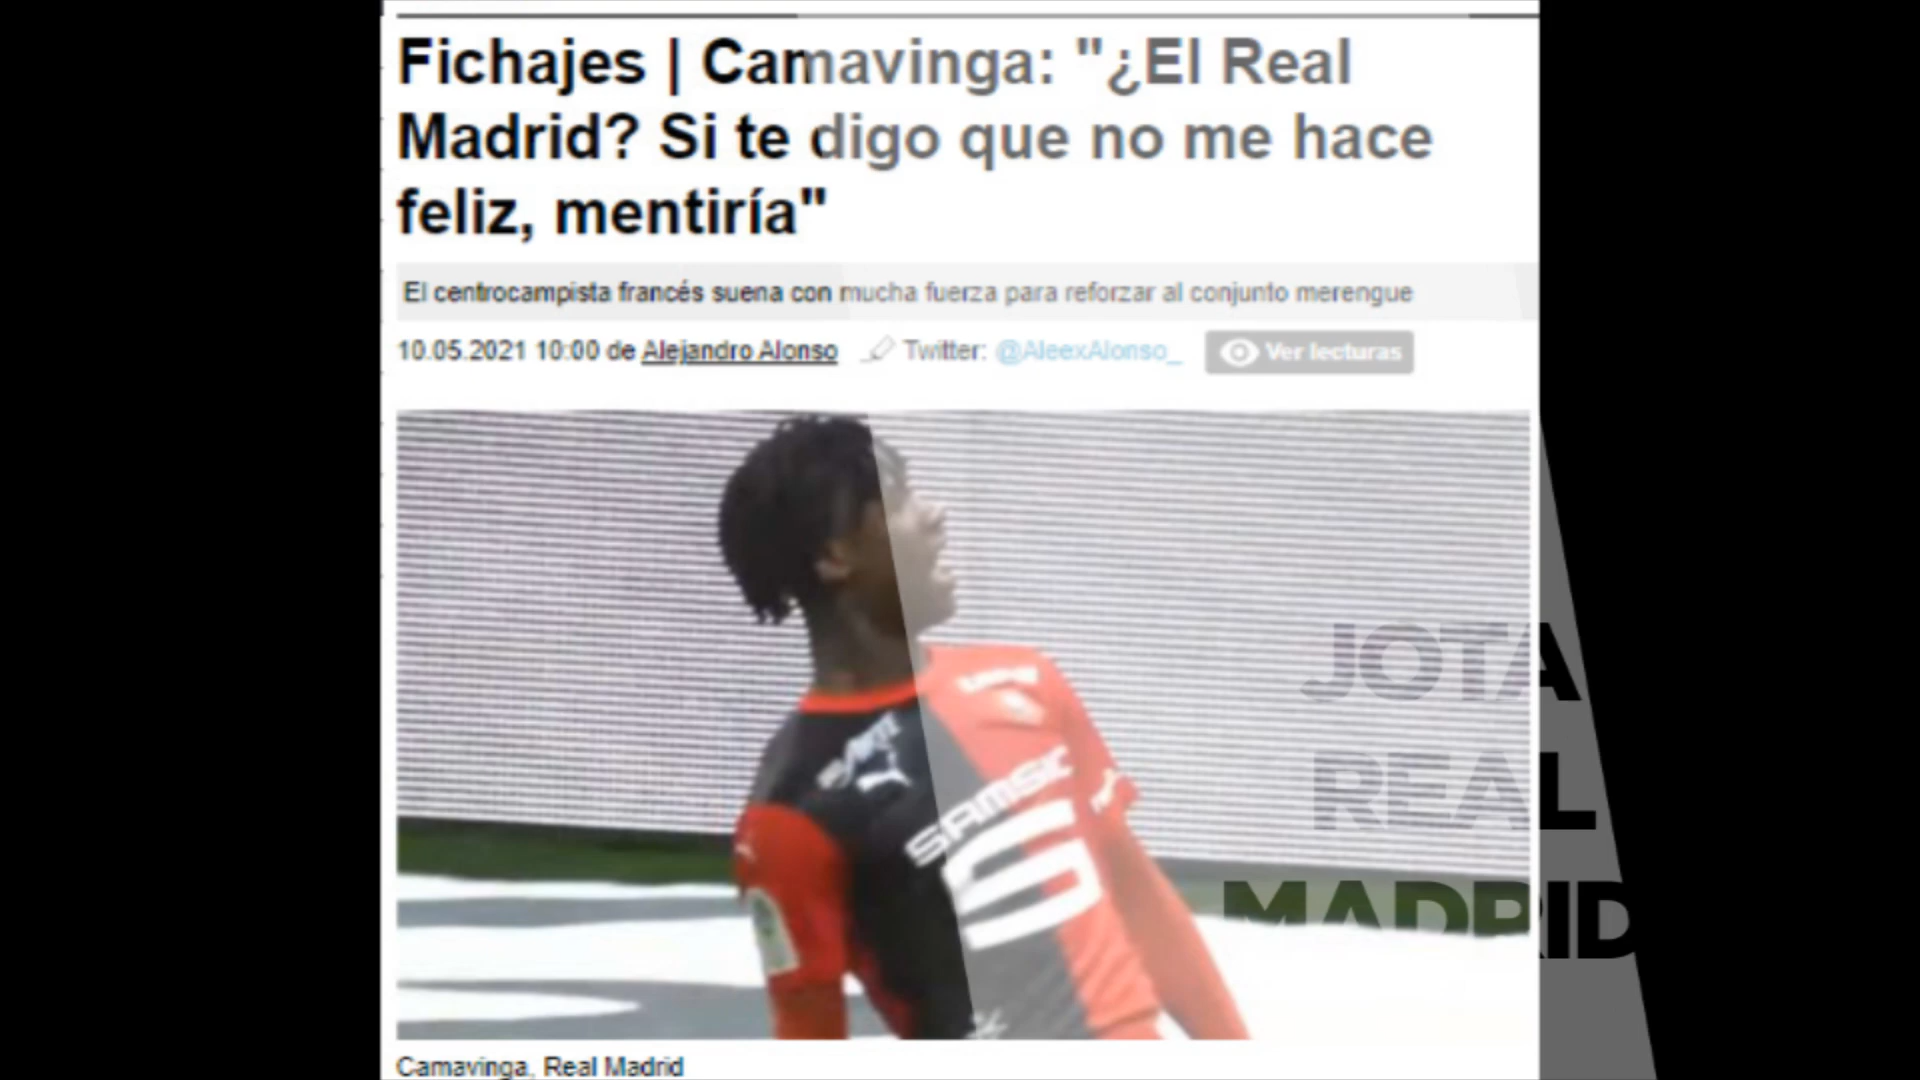 Fichajes | Camavinga: "¿El Real
Madrid? Si te digo que no me hace
feliz, mentiría"
El centrocampista francés suena con mucha fuerza para reforzar al conjunto merengue
10.05.2021 10:00 de Alejandro Alonso Twitter: @AleexAlonso_ Ver lecturas
SAMSIC
S
JOTA
REAL
MADRID
Camavinga, Real Madrid